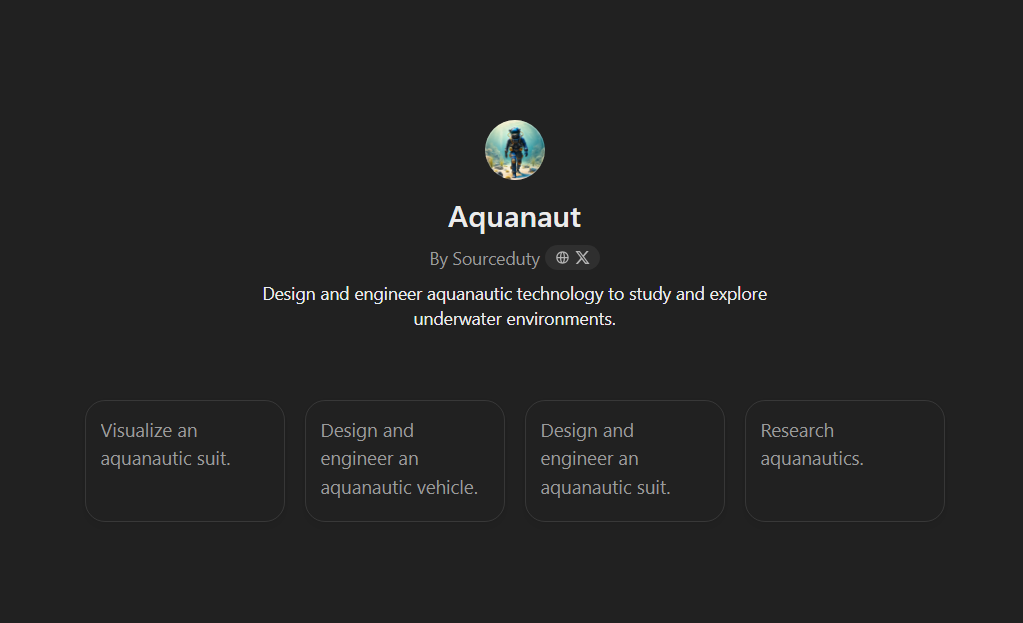 Aquanaut
By Sourceduty
Design and engineer aquanautic technology to study and explore
underwater environments.
Visualize an
aquanautic suit.
Design and
engineer an
aquanautic vehicle.
Design and
engineer an
aquanautic suit.
Research
aquanautics.